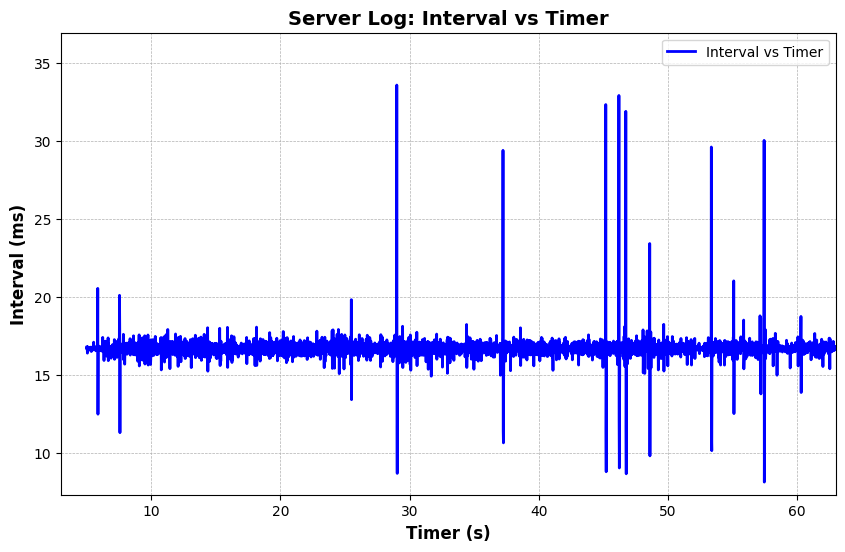 Server Log: Interval vs Timer
Interval vs Timer
35
30
25
20
15
10
Interval (ms)
10 20 30 40 50 60
Timer (s)